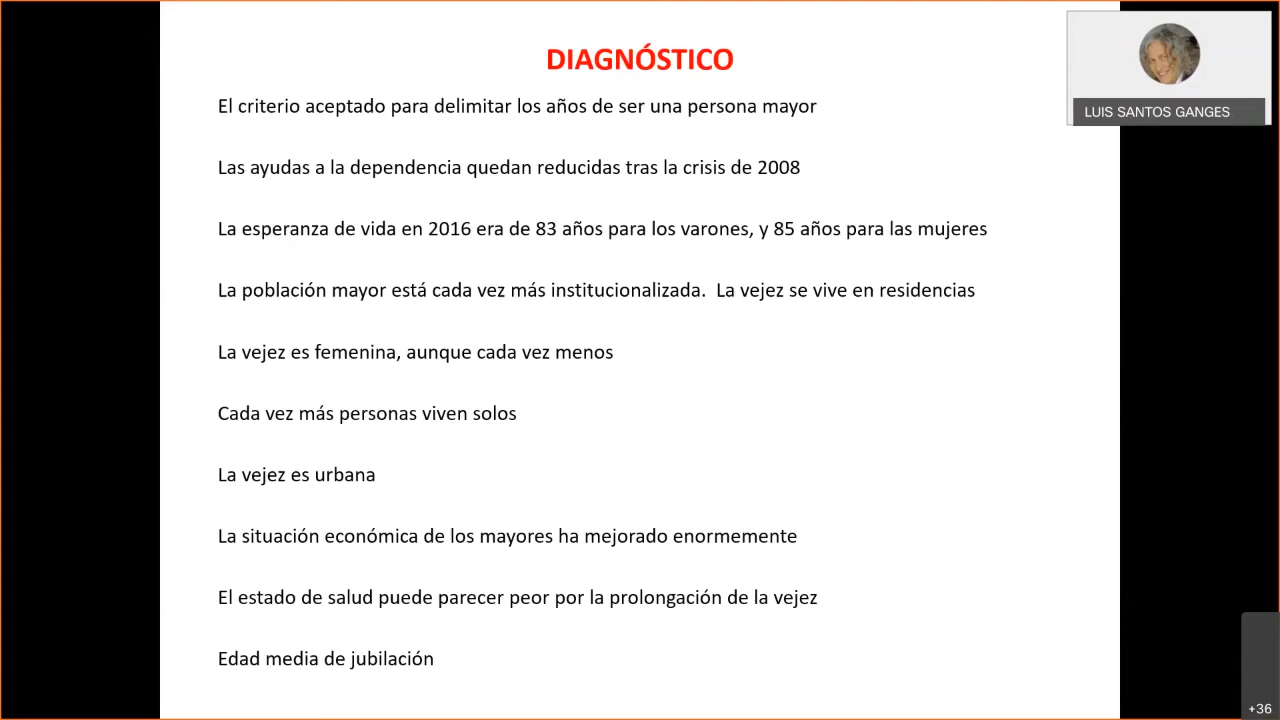 DIAGNÓSTICO
El criterio aceptado para delimitar los años de ser una persona mayor
Las ayudas a la dependencia quedan reducidas tras la crisis de 2008
La esperanza de vida en 2016 era de 83 años para los varones, y 85 años para las mujeres
La población mayor está cada vez más institucionalizada.  La vejez se vive en residencias
La vejez es femenina, aunque cada vez menos
Cada vez más personas viven solos
La vejez es urbana
La situación económica de los mayores ha mejorado enormemente
El estado de salud puede parecer peor por la prolongación de la vejez
Edad media de jubilación
LUIS SANTOS GANGES
+36